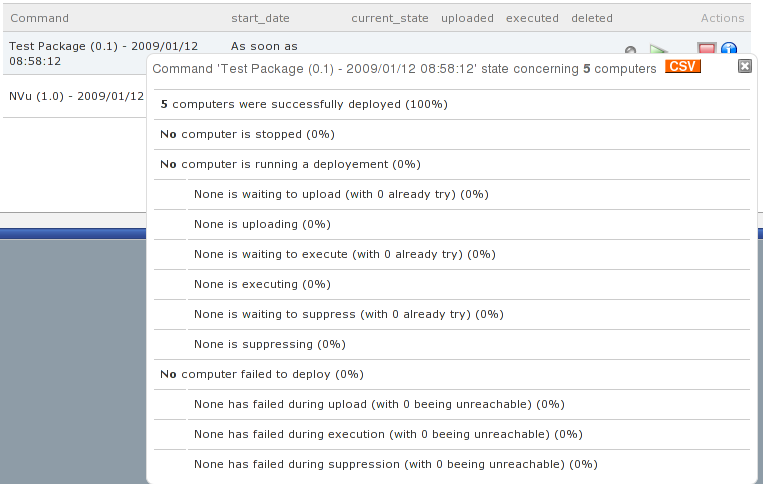 Command start_date current_state uploaded executed deleted Actions
Test Package (0.1) - 2009/01/12 As soon as
08:58:12
Command 'Test Package (0.1) - 2009/01/12 08:58:12' state concerning 5 computers CSV
NVu (1.0) - 2009/01/12
5 computers were successfully deployed (100%)
No computer is stopped (0%)
No computer is running a deployement (0%)
None is waiting to upload (with 0 already try) (0%)
None is uploading (0%)
None is waiting to execute (with 0 already try) (0%)
None is executing (0%)
None is waiting to suppress (with 0 already try) (0%)
None is suppressing (0%)
No computer failed to deploy (0%)
None has failed during upload (with 0 beeing unreachable) (0%)
None has failed during execution (with 0 beeing unreachable) (0%)
None has failed during suppression (with 0 beeing unreachable) (0%)